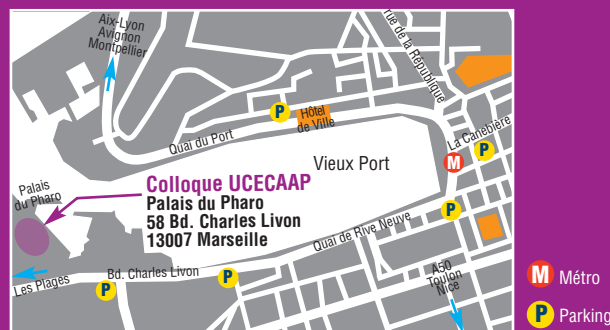 Aix-Lyon
Avignon
Montpellier
rue de la République
P
Hôtel
de Ville
Quai du Port
La Canebière
P
M
Vieux Port
Palais
du Pharo
Colloque UCECAAP
Palais du Pharo
58 Bd. Charles Livon
13007 Marseille
P
Quai de Rive Neuve
Les Plages
Bd. Charles Livon
P
P
A50
Toulon
Nice
M Métro
P Parking